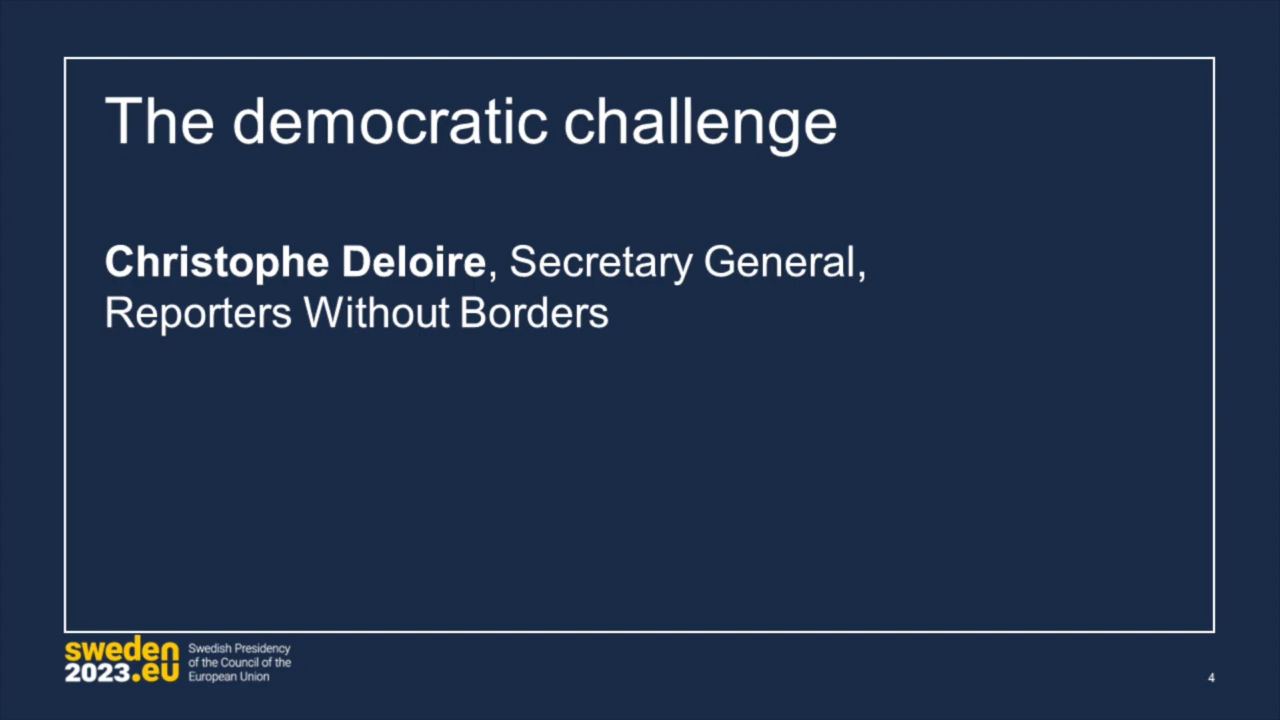 The democratic challenge
Christophe Deloire, Secretary General,
Reporters Without Borders
sweden
2023.eu
Swedish Presidency
of the Council of the
European Union
4